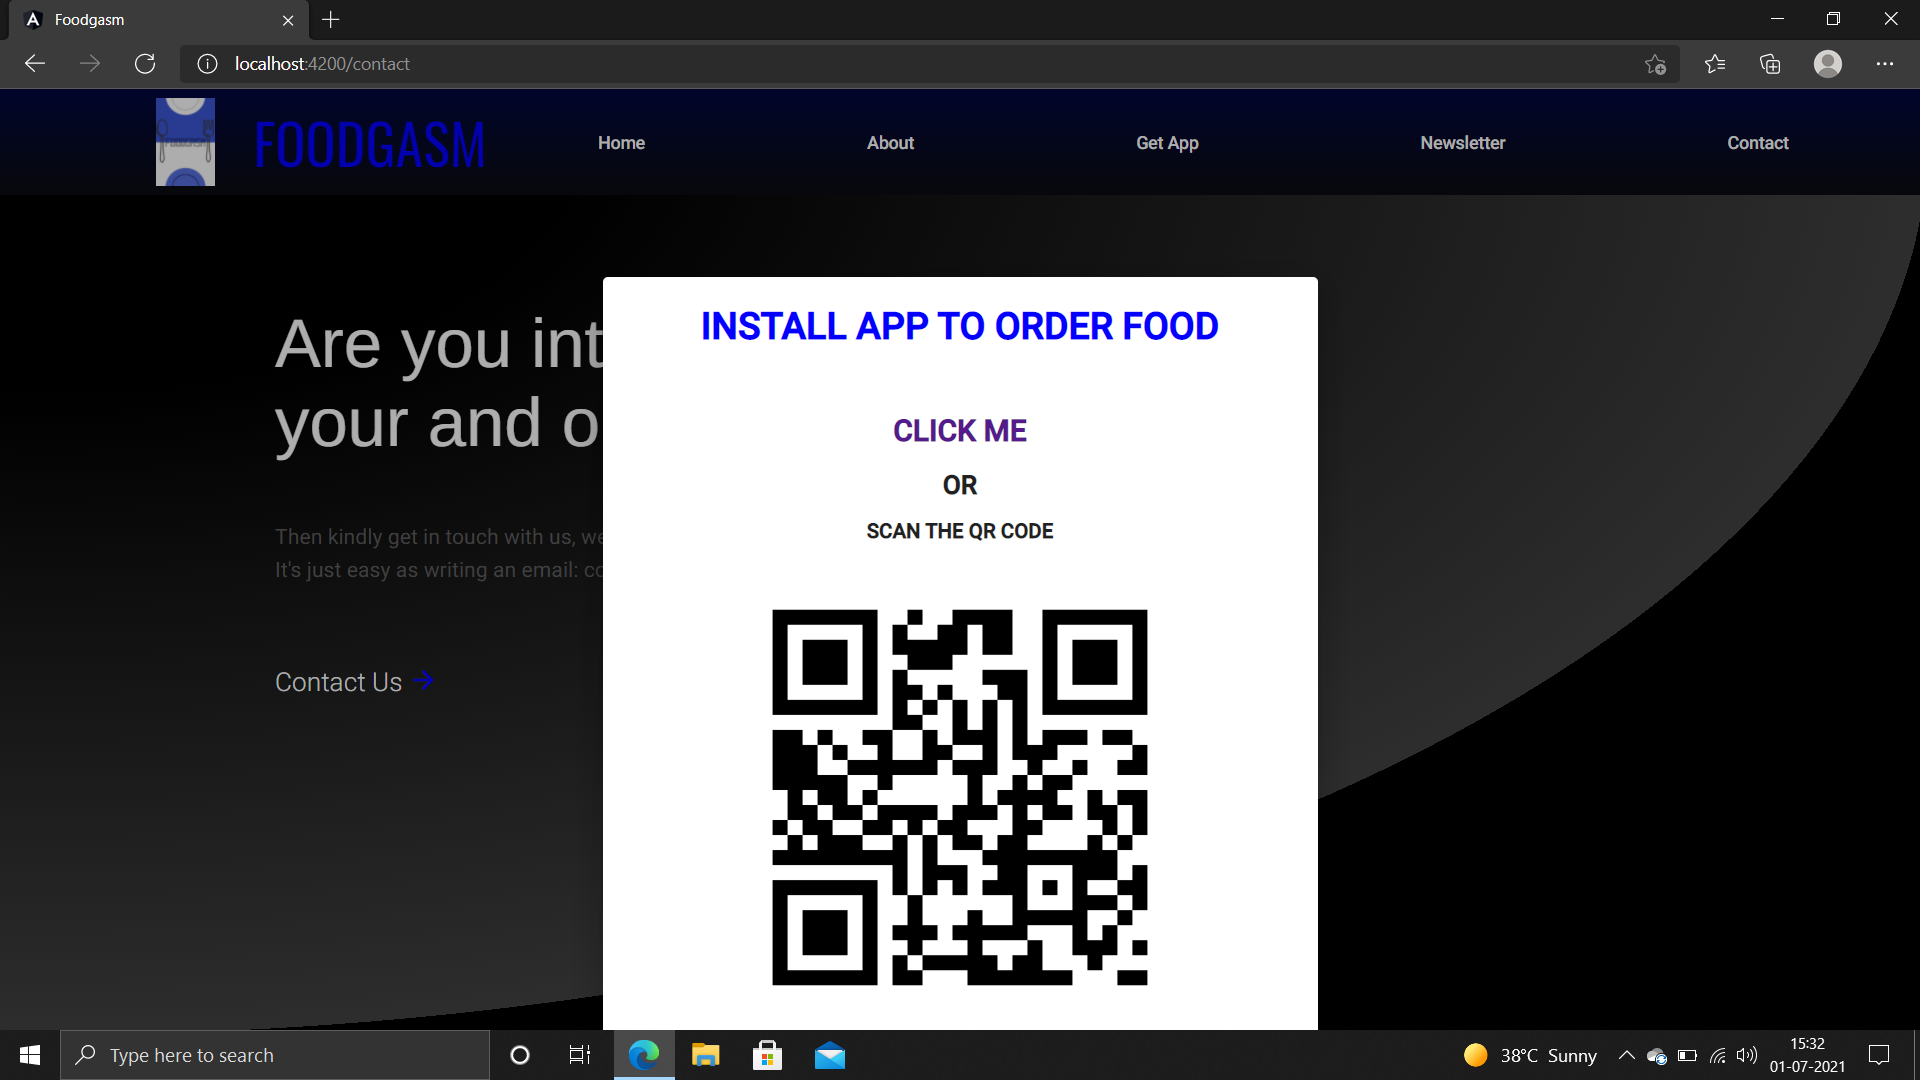 Foodgasm
localhost:4200/contact
FOODGASM
Home
About
Get App
Newsletter
Contact
Are you int
your and o
Then kindly get in touch with us, we
It's just easy as writing an email: co
Contact Us
INSTALL APP TO ORDER FOOD
CLICK ME
OR
SCAN THE QR CODE
Type here to search
38°C Sunny
15:32
01-07-2021